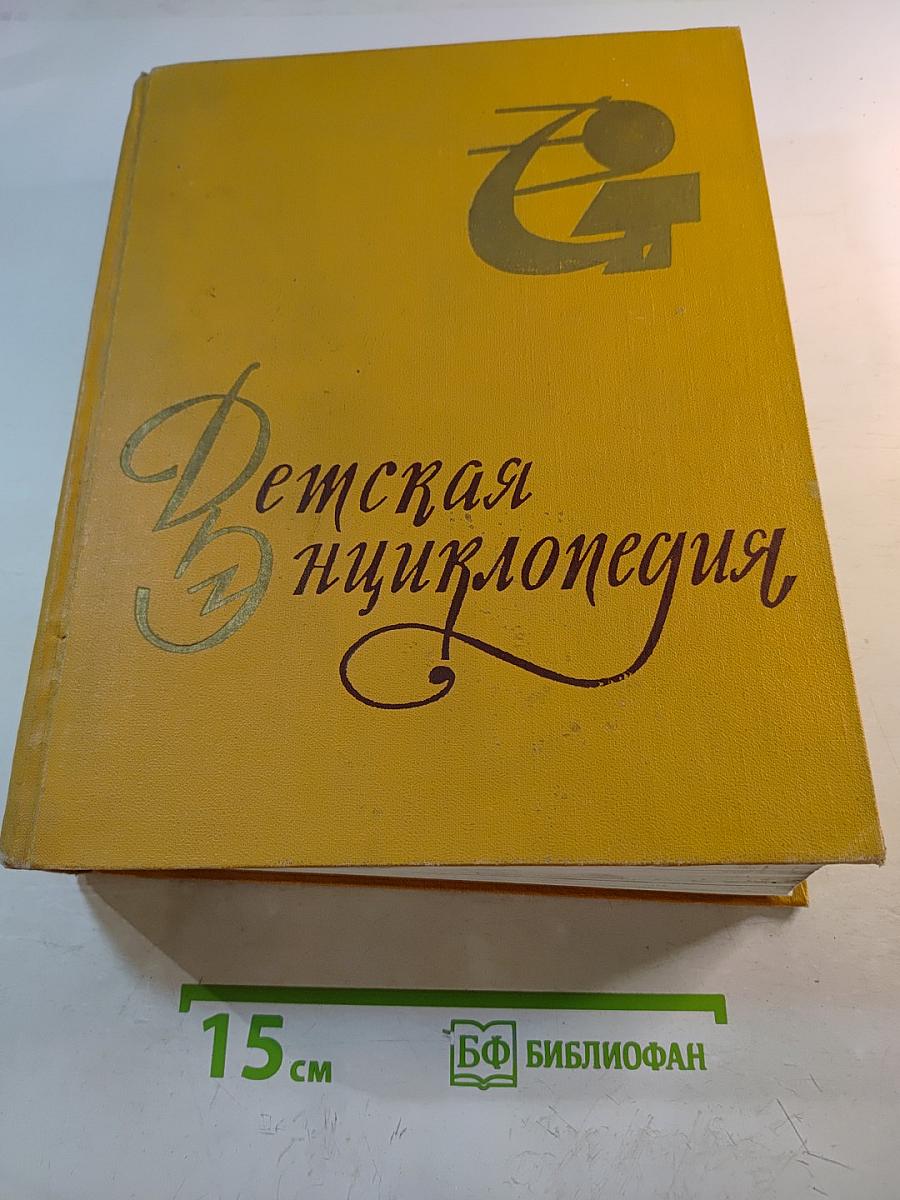 Детская
Энциклопедия
15 см
БФ БИБЛИОФАН